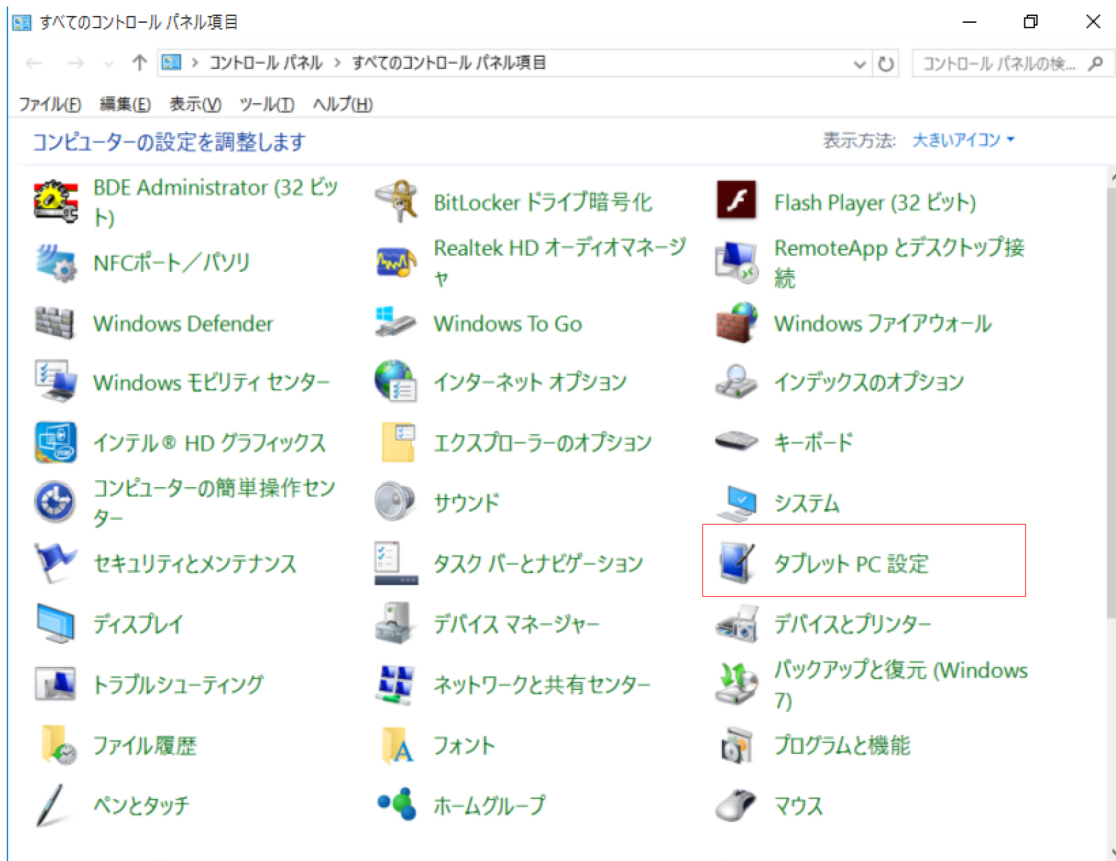 すべてのコントロール パネル項目
コントロール パネル › すべてのコントロール パネル項目
コントロール パネルの検...
ファイル(F) 編集(E) 表示(V) ツール(T) ヘルプ(H)
コンピューターの設定を調整します
表示方法: 大きいアイコン
BDE Administrator (32 ビッ
ト)
BitLocker ドライブ暗号化
Flash Player (32 ビット)
NFCポート／パソリ
Realtek HD オーディオマネージ
ャ
RemoteApp とデスクトップ接
続
Windows Defender
Windows To Go
Windows ファイアウォール
Windows モビリティ センター
インターネット オプション
インデックスのオプション
インテル® HD グラフィックス
エクスプローラーのオプション
キーボード
コンピューターの簡単操作セン
ター
サウンド
システム
セキュリティとメンテナンス
タスク バーとナビゲーション
タブレット PC 設定
ディスプレイ
デバイス マネージャー
デバイスとプリンター
トラブルシューティング
ネットワークと共有センター
バックアップと復元 (Windows
7)
ファイル履歴
フォント
プログラムと機能
ペンとタッチ
ホームグループ
マウス